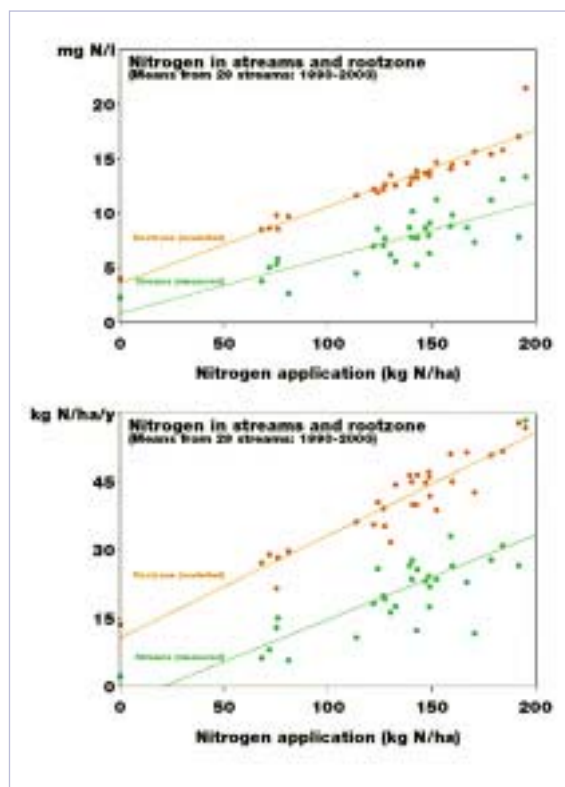 mg N/l
Nitrogen in streams and rootzone
(Means from 29 streams: 1990-2000)
20
15
10
5
0
Rootzone (modelled)
Streams (measured)
0 50 100 150 200
Nitrogen application (kg N/ha)
kg N/ha/y
Nitrogen in streams and rootzone
(Means from 29 streams: 1990-2000)
45
30
15
0
Rootzone (modelled)
Streams (measured)
0 50 100 150 200
Nitrogen application (kg N/ha)